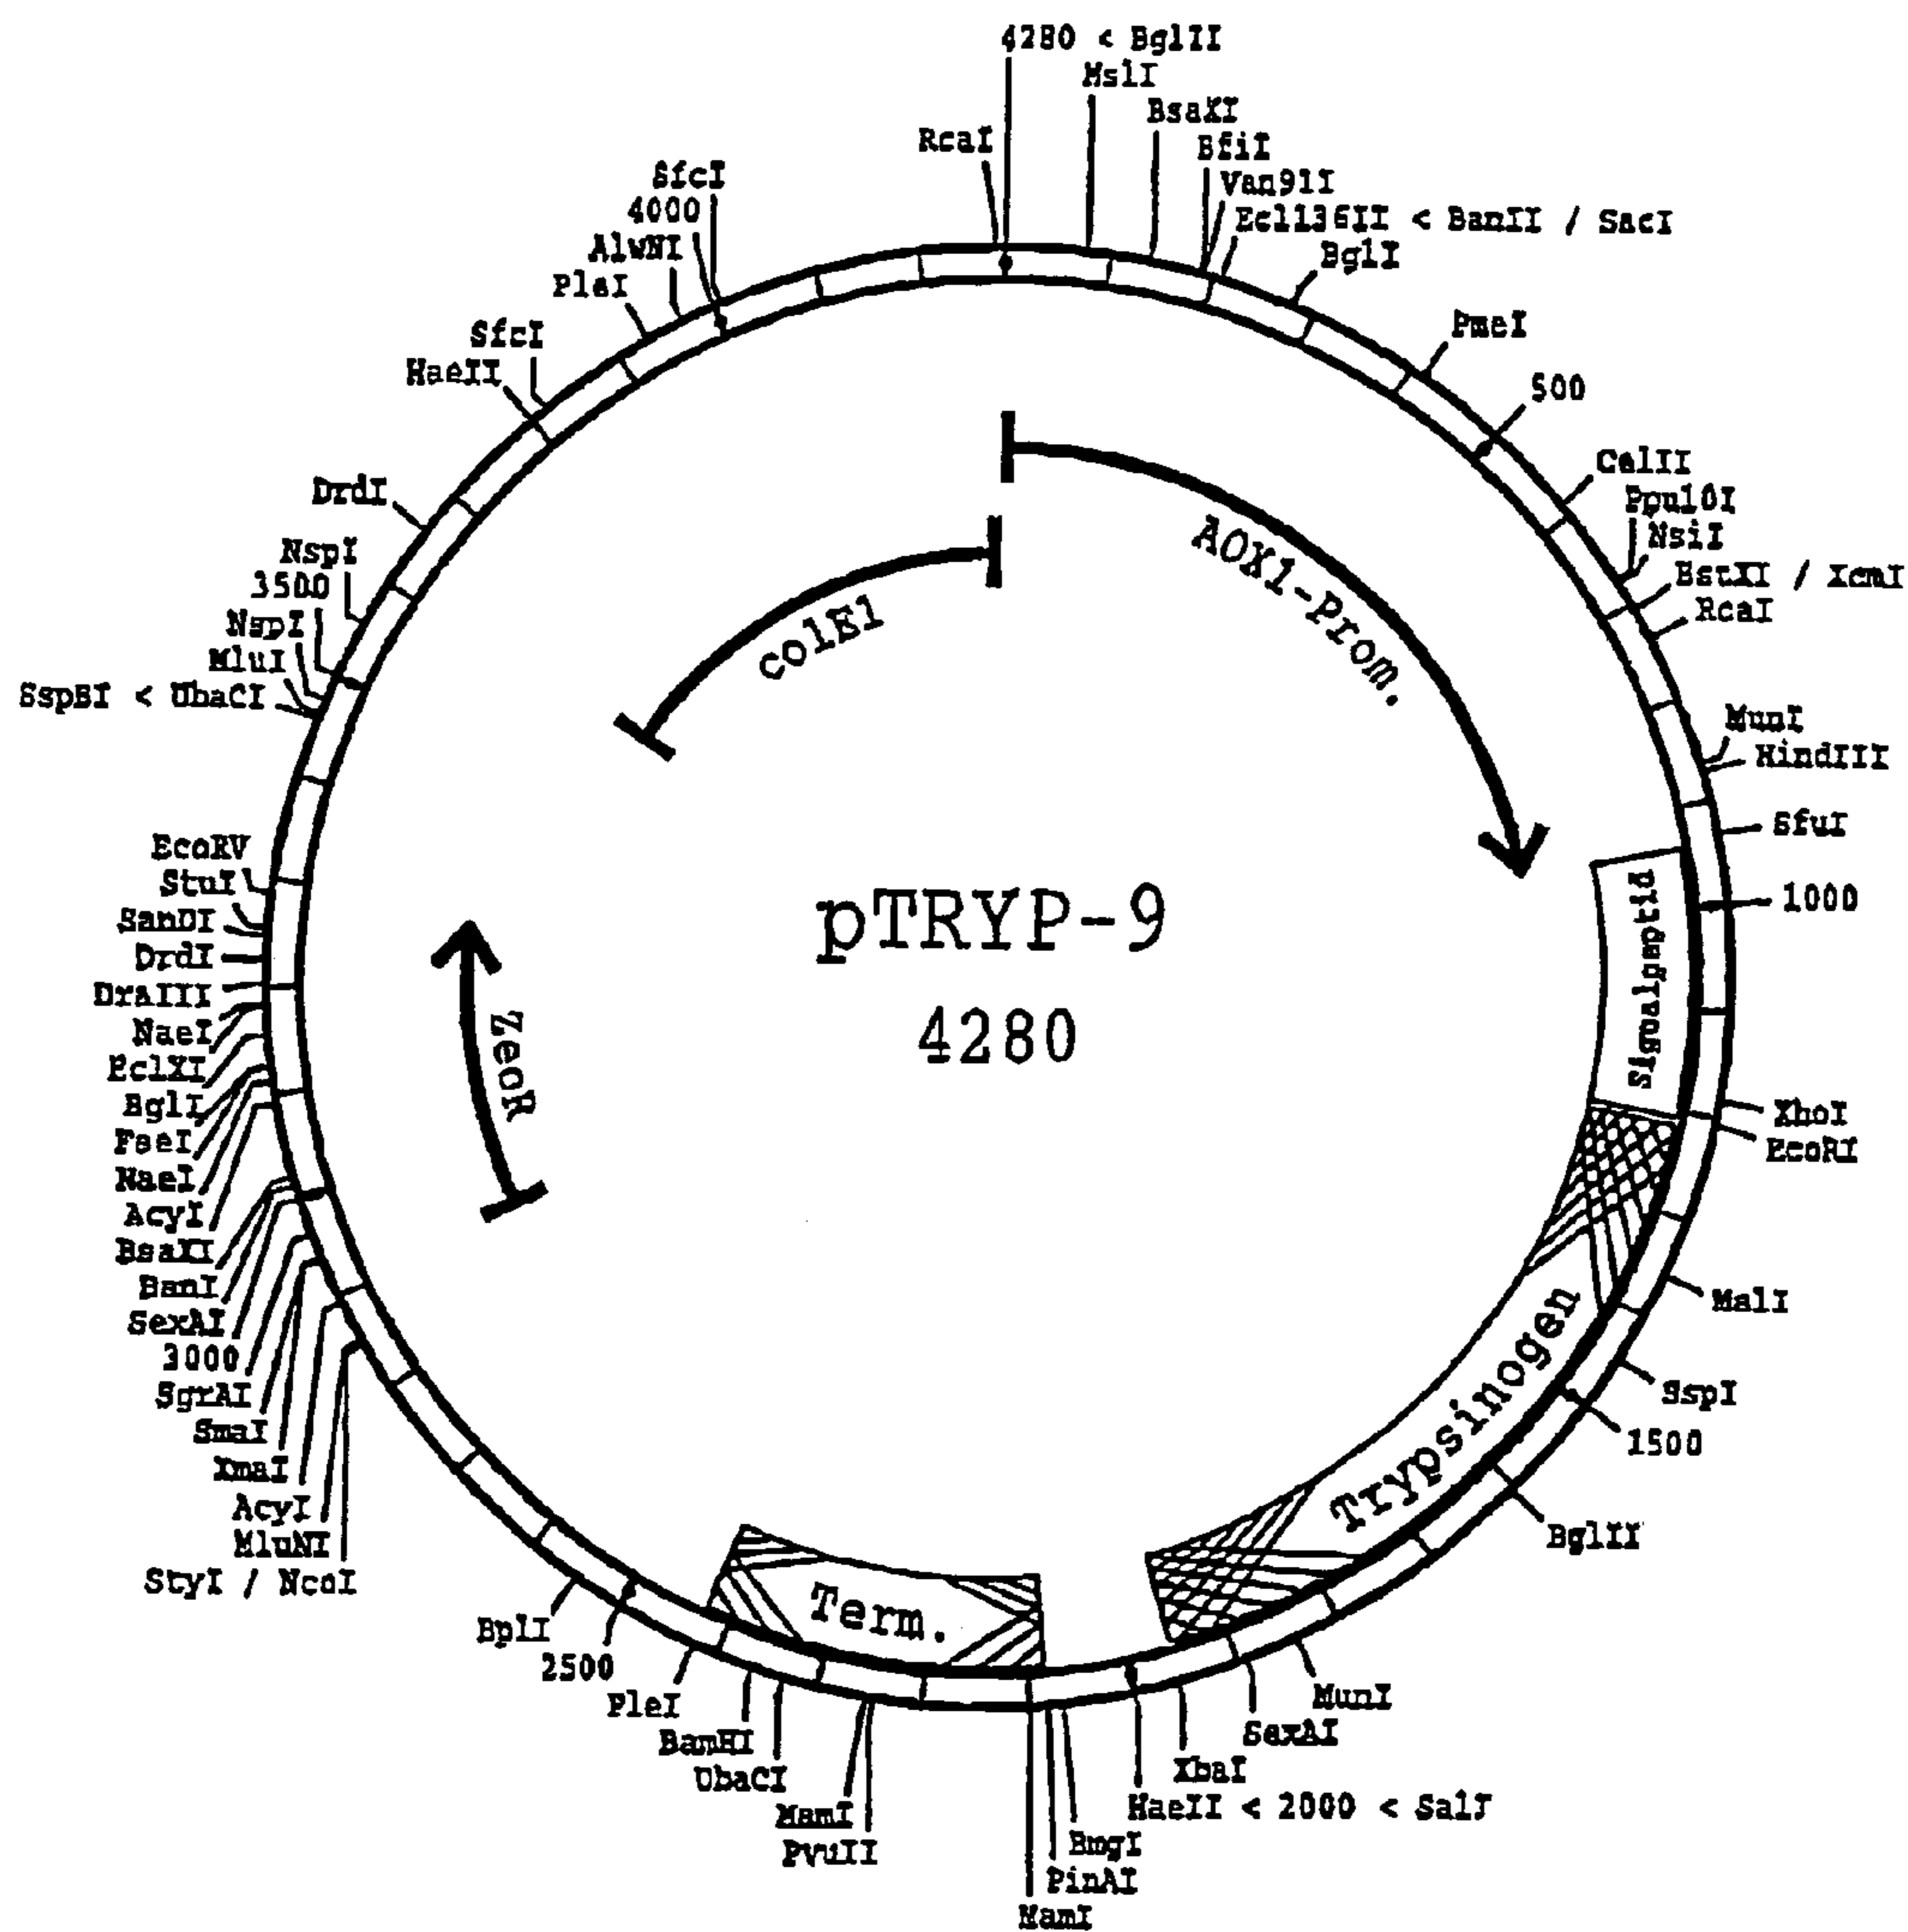 4280 < BglII
MslI
BsaXI
BfiI
Van91I
Ecl136II < BanII / SacI
BglI
PmeI
500
CelII
Ppu10I
NsiI
BstXI / XcmI
RcaI
MunI
HindIII
SfuI
1000
XhoI
EcoRI
MslI
SspI
1500
BglII
MunI
SexAI
XbaI
HaeII < 2000 < SalI
BmgI
PinAI
MamI
PvuII
MamI
UbaCI
BamHI
PleI
2500
BplI
StyI / NcoI
MluNI
AcyI
XmaI
SmaI
SgrAI
3000
SexAI
BanI
BsaXI
AcyI
NaeI
FseI
BglI
EclXI
NaeI
DraIII
DrdI
SanDI
StuI
EcoRV
SspBI < UbaCI
MluI
NspI
3500
NspI
DrdI
HaeII
SfcI
PleI
AlwNI
4000
SfcI
RcaI
AOX1-Prom.
colE1
pTRYP-9
4280
ZeoR
Signalpeptid
Trypsinogen
Term.